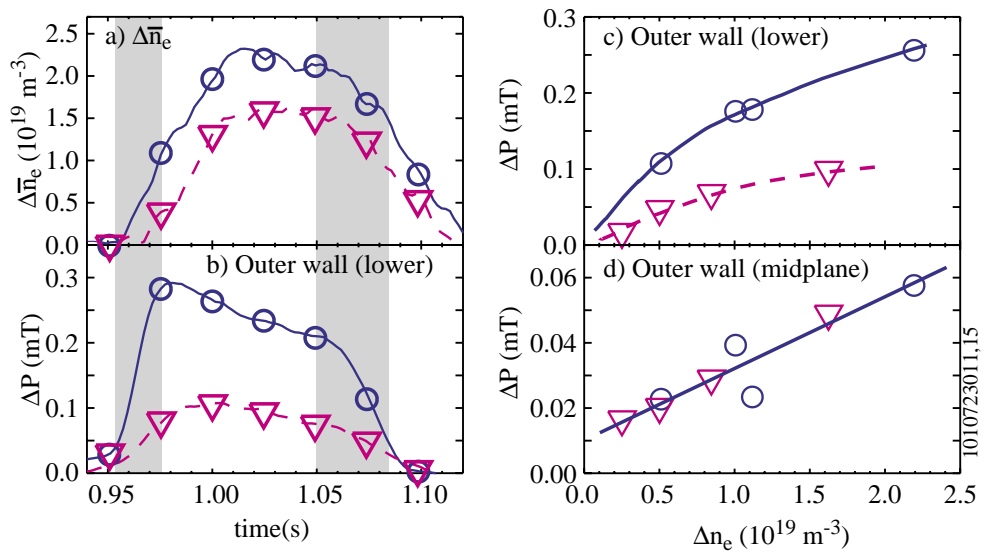 a) Δn̅e
Δn̅e (10¹⁹ m⁻³)
2.5
2.0
1.5
1.0
0.5
0.0
b) Outer wall (lower)
ΔP (mT)
0.3
0.2
0.1
0.0
0.95
1.00
1.05
1.10
time(s)
c) Outer wall (lower)
ΔP (mT)
0.3
0.2
0.1
0.0
d) Outer wall (midplane)
ΔP (mT)
0.06
0.04
0.02
0.00
0.0
0.5
1.0
1.5
2.0
2.5
Δne (10¹⁹ m⁻³)
1010723011,15